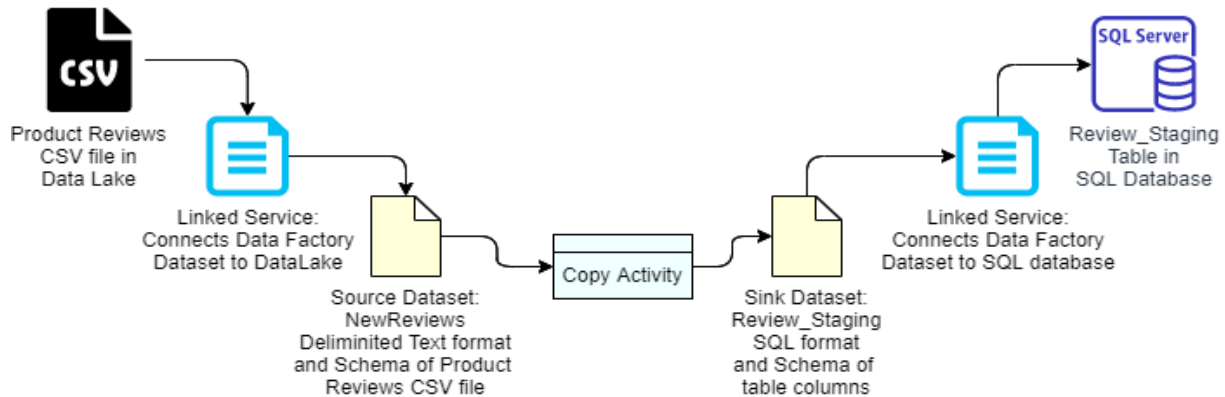 CSV
Product Reviews
CSV file in
Data Lake
Linked Service:
Connects Data Factory
Dataset to DataLake
Source Dataset:
NewReviews
Deliminited Text format
and Schema of Product
Reviews CSV file
Copy Activity
Sink Dataset:
Review_Staging
SQL format
and Schema of
table columns
Linked Service:
Connects Data Factory
Dataset to SQL database
SQL Server
Review_Staging
Table in
SQL Database